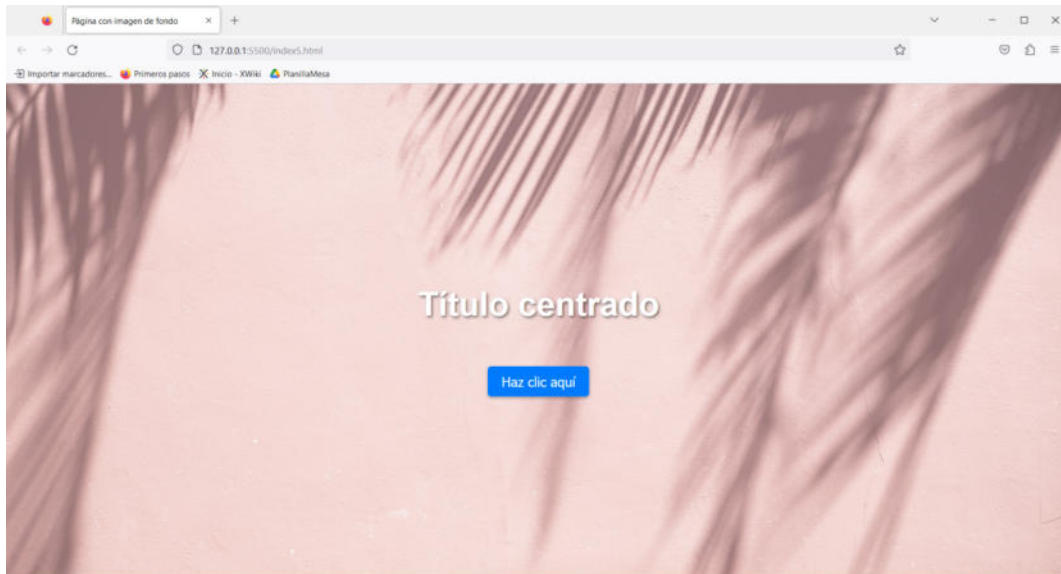 Página con imagen de fondo
127.0.0.1:5500/index5.html
Importar marcadores... Primeros pasos Inicio - XWiki PlanillaMesa
Título centrado
Haz clic aquí